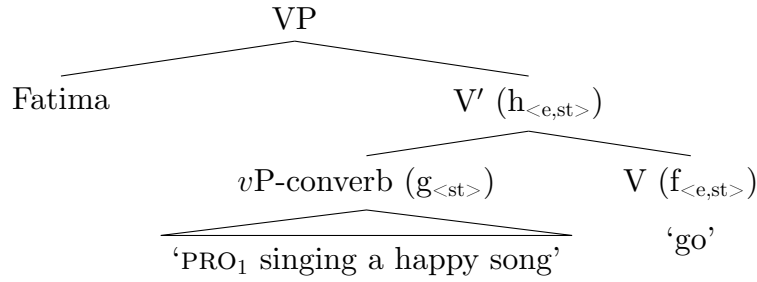 VP
Fatima V′ (h<e,st>)
vP-converb (g<st>) V (f<e,st>)
‘PRO1 singing a happy song’ ‘go’